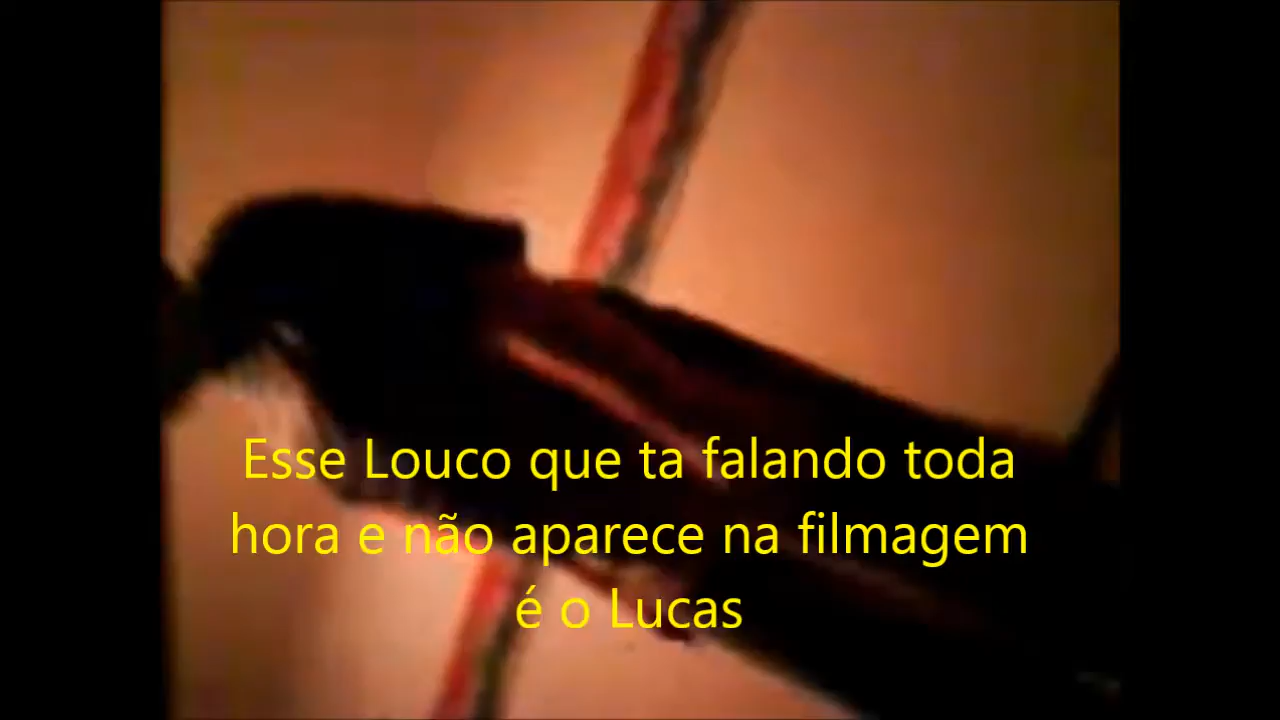 Esse Louco que ta falando toda
hora e não aparece na filmagem
é o Lucas